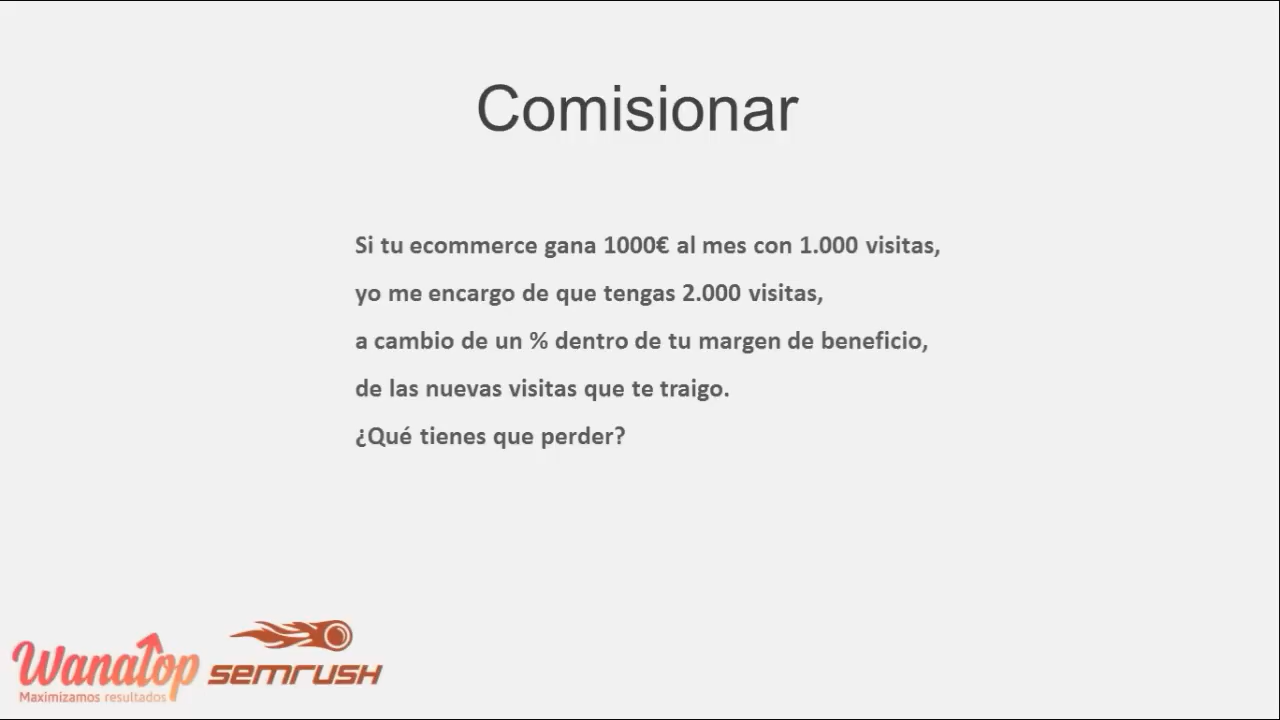 Comisionar
Si tu ecommerce gana 1000€ al mes con 1.000 visitas,
yo me encargo de que tengas 2.000 visitas,
a cambio de un % dentro de tu margen de beneficio,
de las nuevas visitas que te traigo.
¿Qué tienes que perder?
Wanatop
Maximizamos resultados
semrush